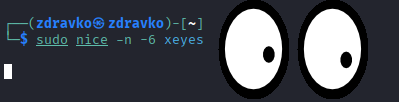 ┌──(zdravko㉿zdravko)-[~]
└─$ sudo nice -n -6 xeyes